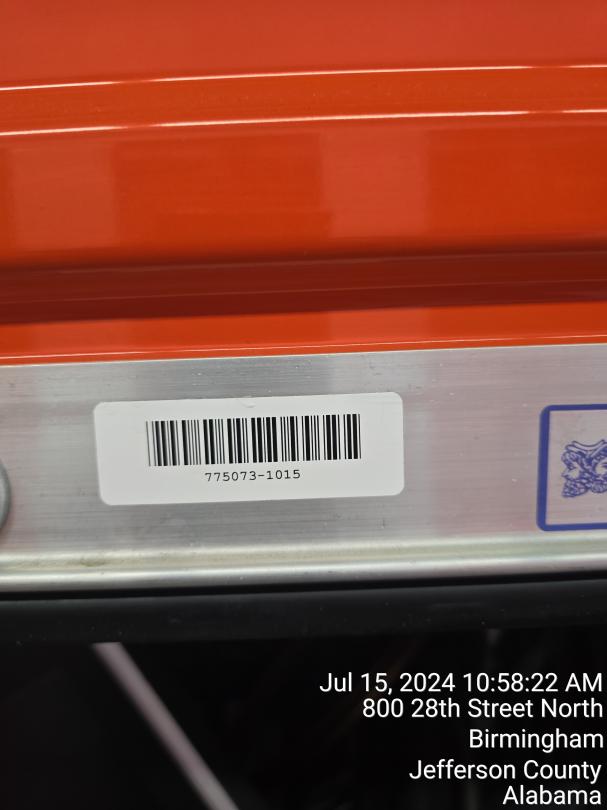 775073-1015
Jul 15, 2024 10:58:22 AM
800 28th Street North
Birmingham
Jefferson County
Alabama